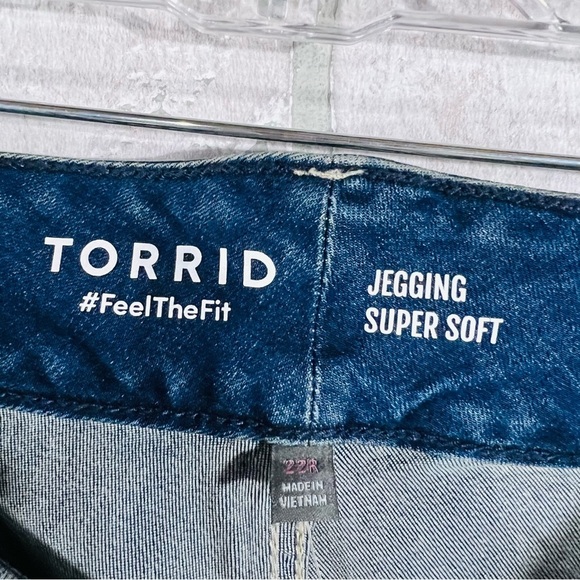 TORRID
#FeelTheFit
JEGGING
SUPER SOFT
22R
MADE IN
VIETNAM